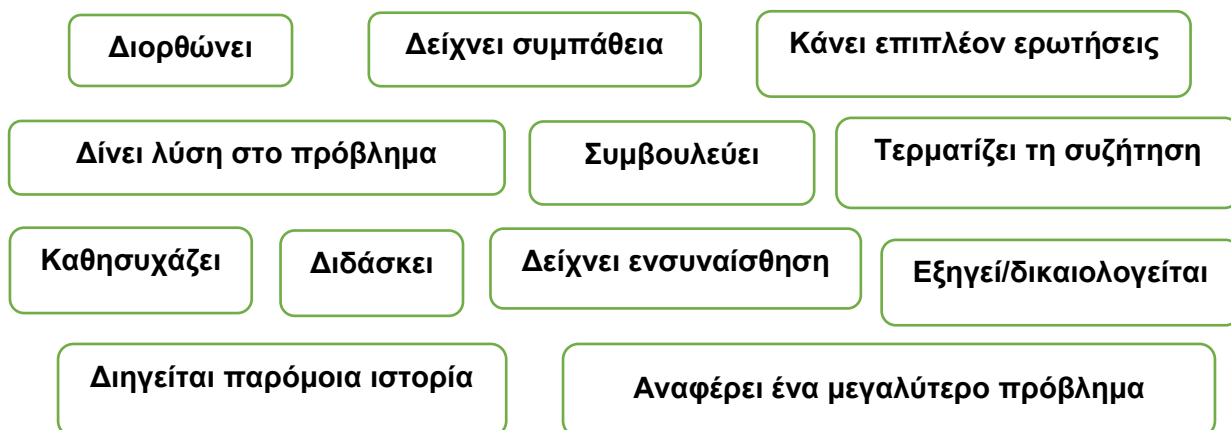 Διορθώνει
Δείχνει συμπάθεια
Κάνει επιπλέον ερωτήσεις
Δίνει λύση στο πρόβλημα
Συμβουλεύει
Τερματίζει τη συζήτηση
Καθησυχάζει
Διδάσκει
Δείχνει ενσυναίσθηση
Εξηγεί/δικαιολογείται
Διηγείται παρόμοια ιστορία
Αναφέρει ένα μεγαλύτερο πρόβλημα